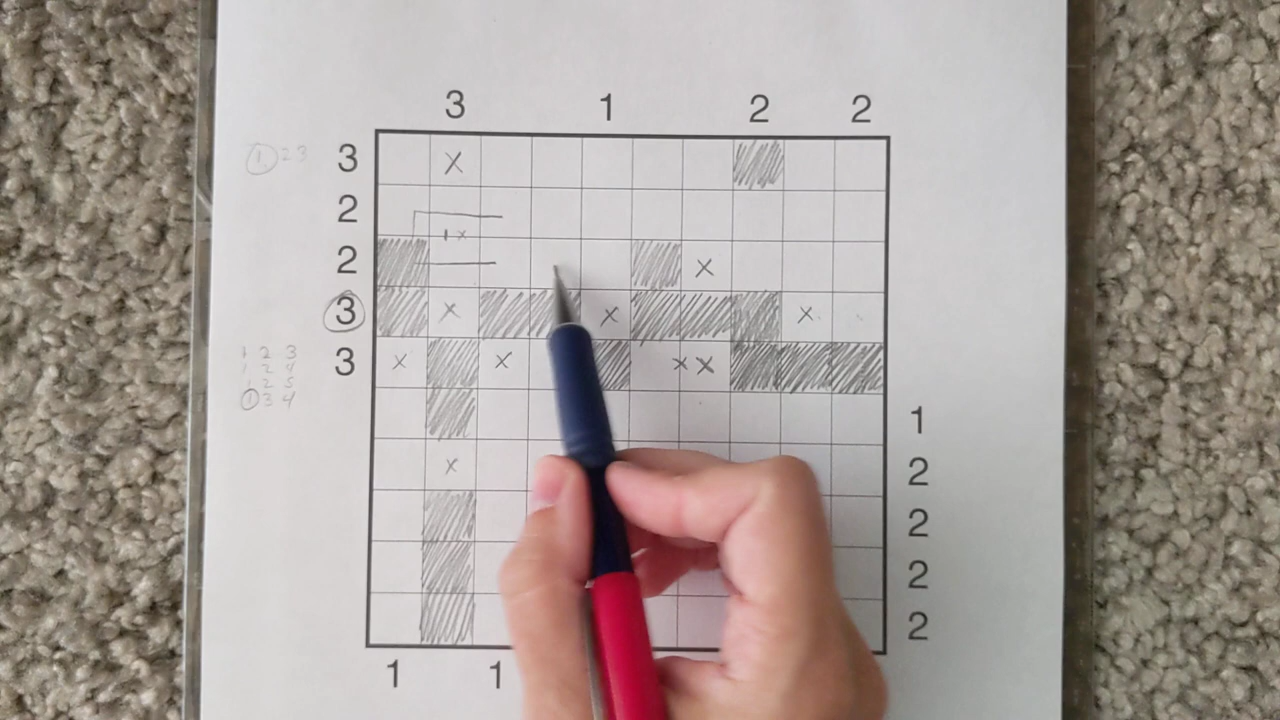 3 1 2 2
① 2 3 3 ×
2
1 ×
2 ×
③ × × ×
1 2 3 3 × × × ×
1 2 4
1 2 5
① 3 4 1
× 2
2
2
2
1 1